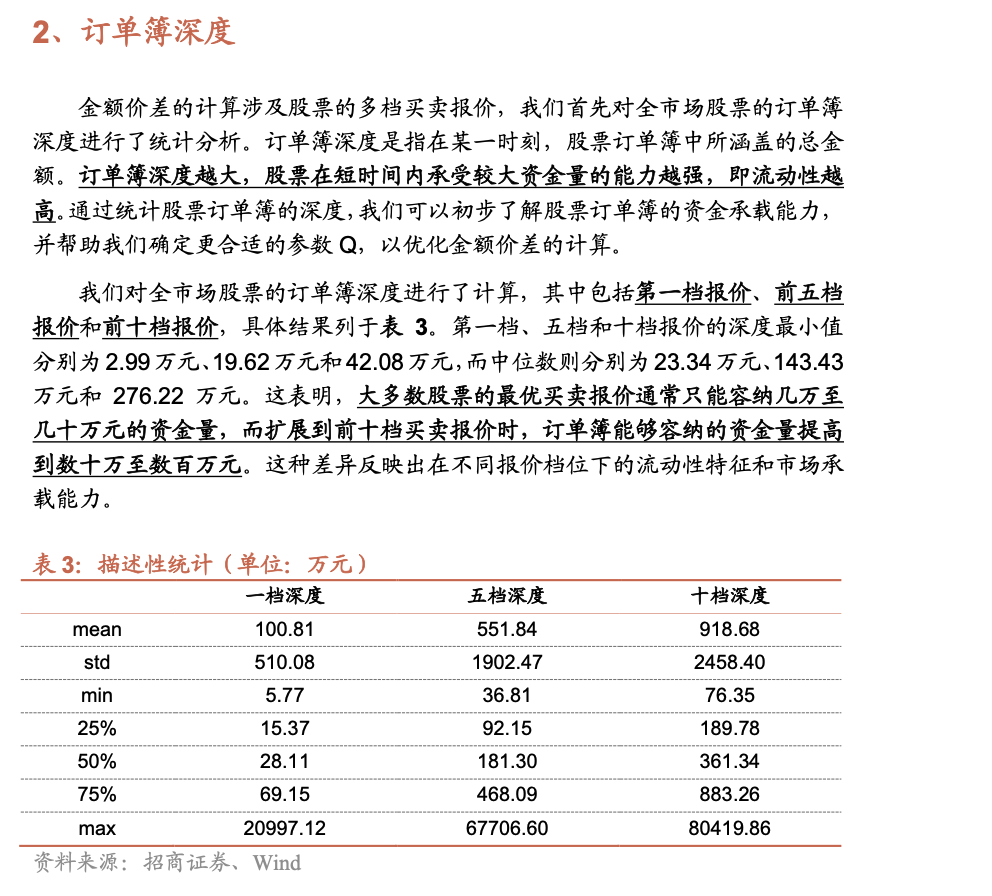 2、订单簿深度
金额价差的计算涉及股票的多档买卖报价，我们首先对全市场股票的订单簿
深度进行了统计分析。订单簿深度是指在某一时刻，股票订单簿中所涵盖的总金
额。订单簿深度越大，股票在短时间内承受较大资金量的能力越强，即流动性越
高。通过统计股票订单簿的深度，我们可以初步了解股票订单簿的资金承载能力，
并帮助我们确定更合适的参数 Q，以优化金额价差的计算。
我们对全市场股票的订单簿深度进行了计算，其中包括第一档报价、前五档
报价和前十档报价，具体结果列于表 3。第一档、五档和十档报价的深度最小值
分别为 2.99 万元、19.62 万元和 42.08 万元，而中位数则分别为 23.34 万元、143.43
万元和 276.22 万元。这表明，大多数股票的最优买卖报价通常只能容纳几万至
几十万元的资金量，而扩展到前十档买卖报价时，订单簿能够容纳的资金量提高
到数十万至数百万元。这种差异反映出在不同报价档位下的流动性特征和市场承
载能力。
表 3：描述性统计（单位：万元）
一档深度 五档深度 十档深度
mean 100.81 551.84 918.68
std 510.08 1902.47 2458.40
min 5.77 36.81 76.35
25% 15.37 92.15 189.78
50% 28.11 181.30 361.34
75% 69.15 468.09 883.26
max 20997.12 67706.60 80419.86
资料来源：招商证券、Wind